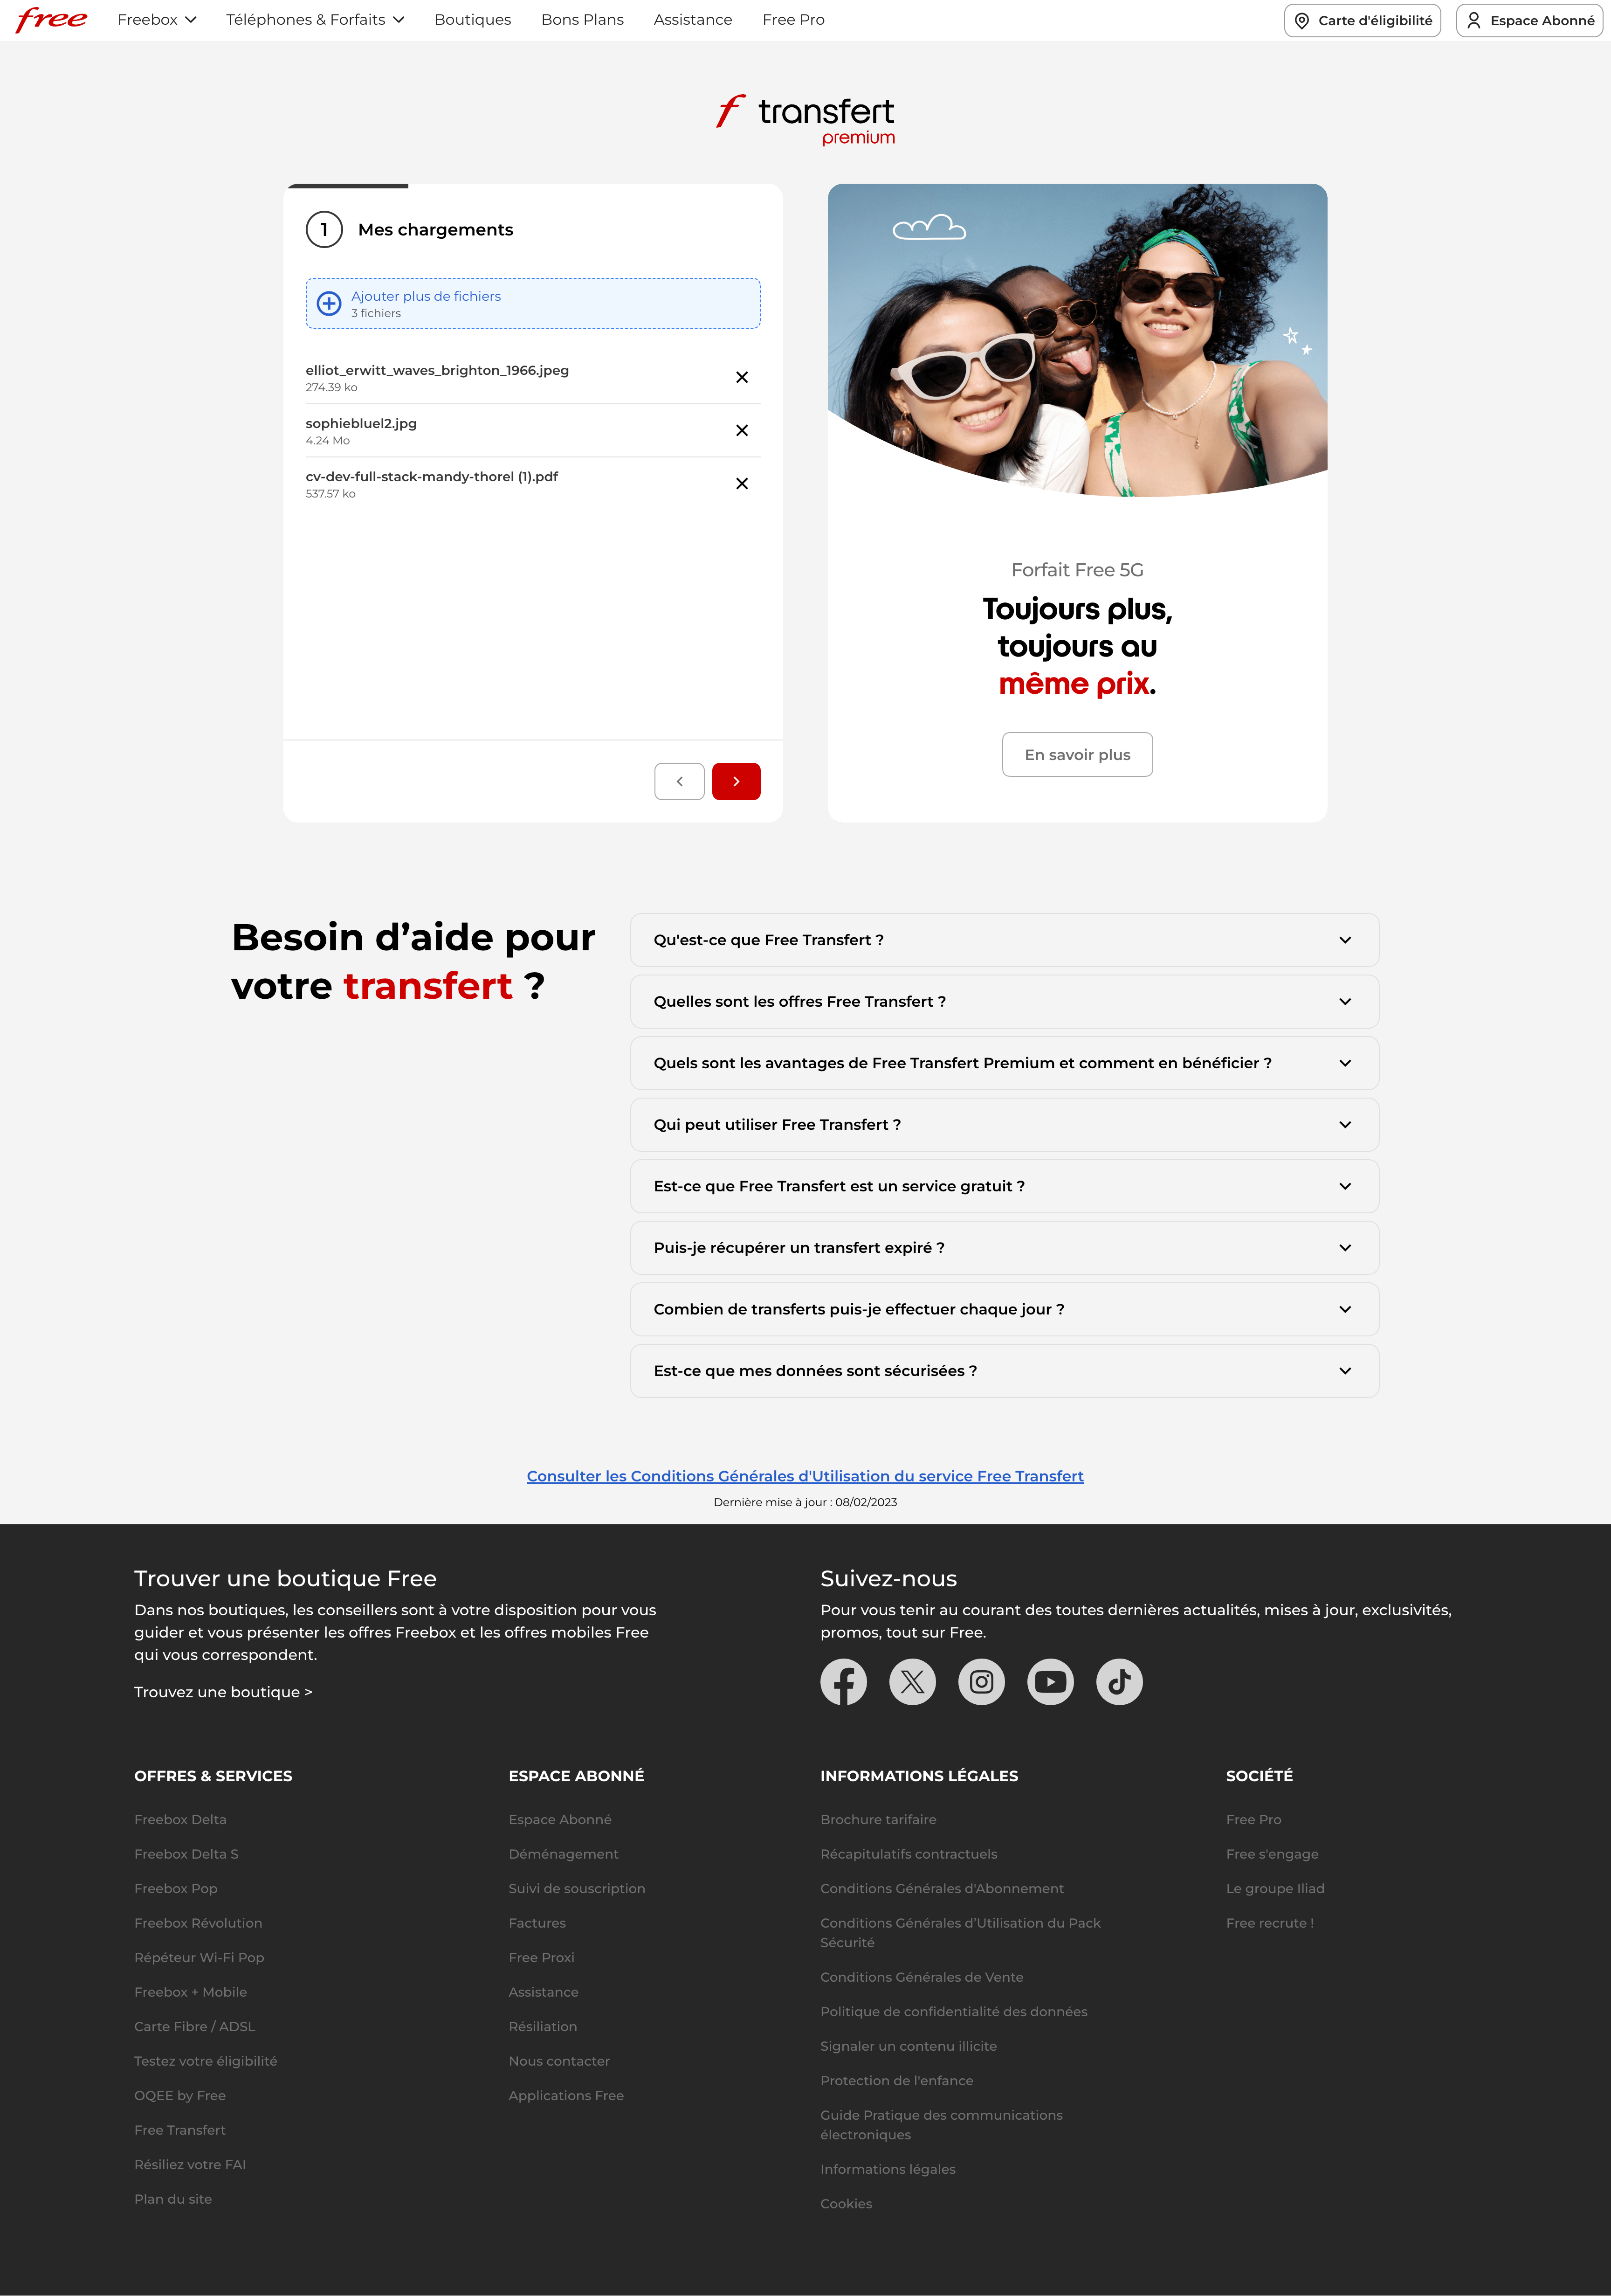 free
Freebox
Téléphones & Forfaits
Boutiques
Bons Plans
Assistance
Free Pro
Carte d'éligibilité
Espace Abonné
f transfert
premium
1
Mes chargements
Ajouter plus de fichiers
3 fichiers
elliot_erwitt_waves_brighton_1966.jpeg
274.39 ko
sophiebluel2.jpg
4.24 Mo
cv-dev-full-stack-mandy-thorel (1).pdf
537.57 ko
Forfait Free 5G
Toujours plus,
toujours au
même prix.
En savoir plus
Besoin d’aide pour
votre transfert ?
Qu'est-ce que Free Transfert ?
Quelles sont les offres Free Transfert ?
Quels sont les avantages de Free Transfert Premium et comment en bénéficier ?
Qui peut utiliser Free Transfert ?
Est-ce que Free Transfert est un service gratuit ?
Puis-je récupérer un transfert expiré ?
Combien de transferts puis-je effectuer chaque jour ?
Est-ce que mes données sont sécurisées ?
Consulter les Conditions Générales d'Utilisation du service Free Transfert
Dernière mise à jour : 08/02/2023
Trouver une boutique Free
Dans nos boutiques, les conseillers sont à votre disposition pour vous
guider et vous présenter les offres Freebox et les offres mobiles Free
qui vous correspondent.
Trouvez une boutique >
Suivez-nous
Pour vous tenir au courant des toutes dernières actualités, mises à jour, exclusivités,
promos, tout sur Free.
OFFRES & SERVICES
Freebox Delta
Freebox Delta S
Freebox Pop
Freebox Révolution
Répéteur Wi-Fi Pop
Freebox + Mobile
Carte Fibre / ADSL
Testez votre éligibilité
OQEE by Free
Free Transfert
Résiliez votre FAI
Plan du site
ESPACE ABONNÉ
Espace Abonné
Déménagement
Suivi de souscription
Factures
Free Proxi
Assistance
Résiliation
Nous contacter
Applications Free
INFORMATIONS LÉGALES
Brochure tarifaire
Récapitulatifs contractuels
Conditions Générales d'Abonnement
Conditions Générales d’Utilisation du Pack
Sécurité
Conditions Générales de Vente
Politique de confidentialité des données
Signaler un contenu illicite
Protection de l'enfance
Guide Pratique des communications
électroniques
Informations légales
Cookies
SOCIÉTÉ
Free Pro
Free s'engage
Le groupe Iliad
Free recrute !